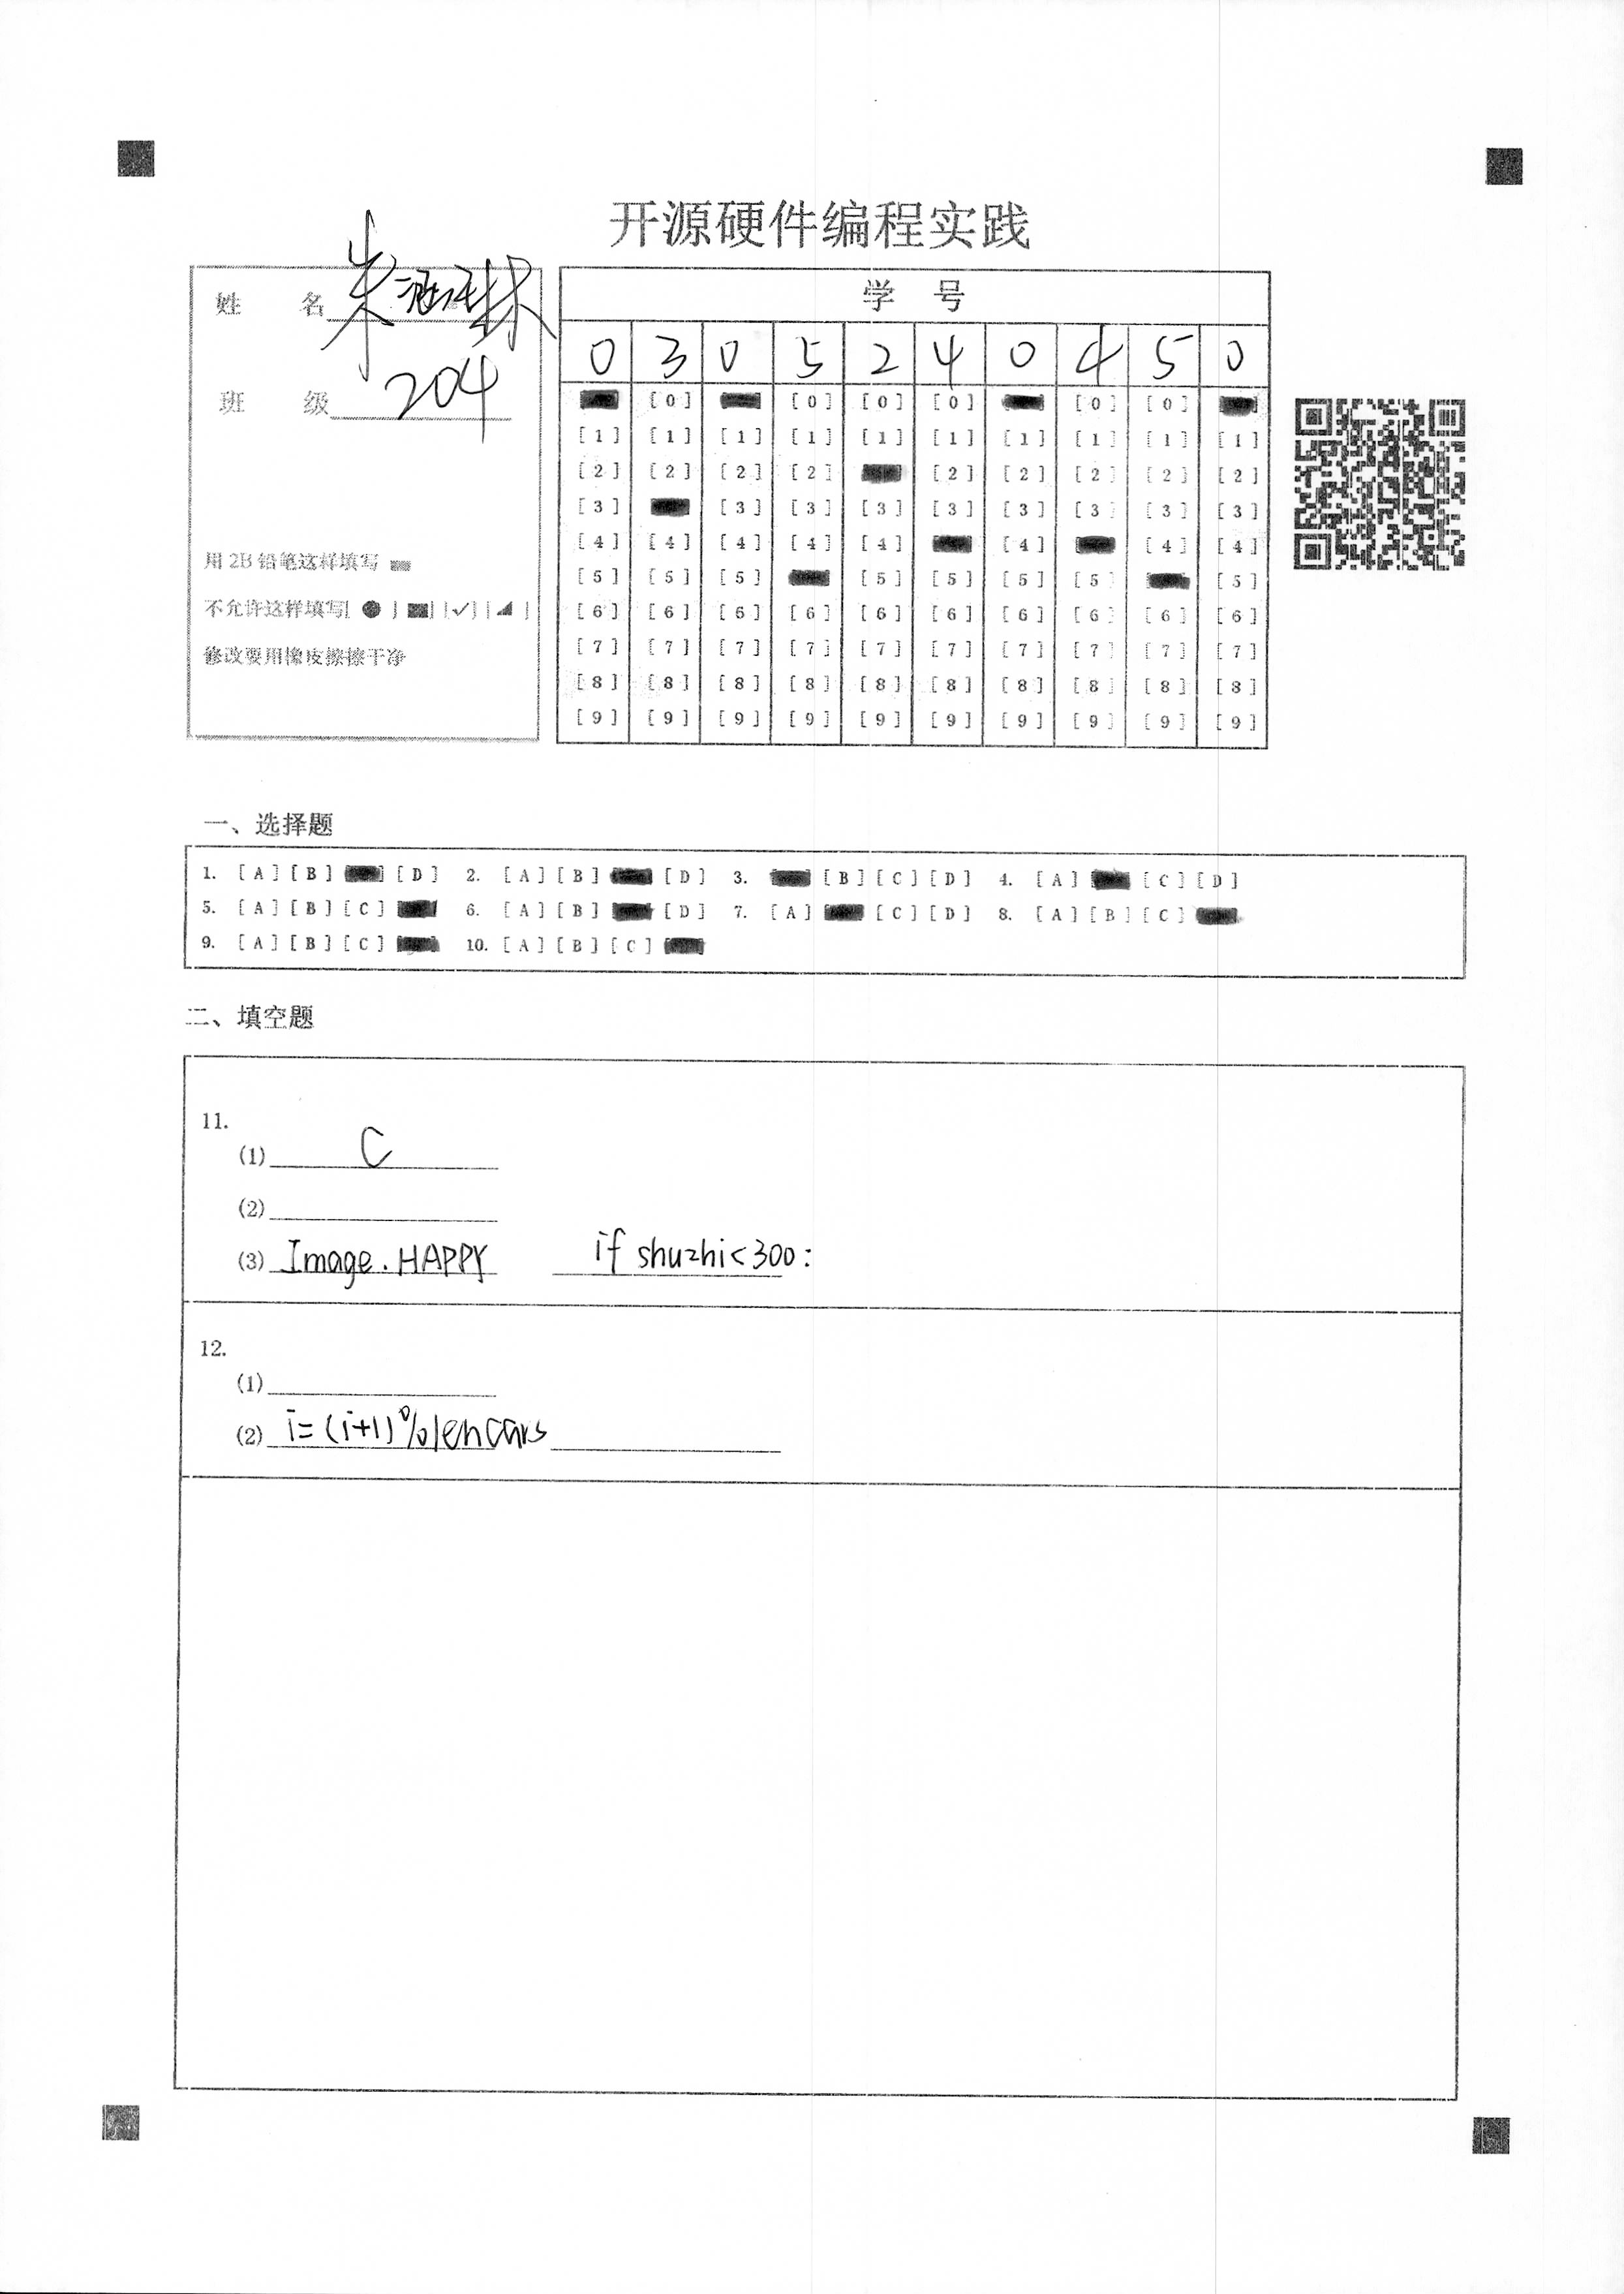 开源硬件编程实践
姓 名 朱
班 级 204
用 2B 铅笔这样填写
不允许这样填写[ ● ] [■] [✓] [◢ ]
修改要用橡皮擦擦干净
学 号
0 3 0 5 2 4 0 4 5 0
[0] [0] [0] [0] [0] [0]
[1] [1] [1] [1] [1] [1] [1] [1] [1] [1]
[2] [2] [2] [2] [2] [2] [2] [2] [2]
[3] [3] [3] [3] [3] [3] [3] [3] [3]
[4] [4] [4] [4] [4] [4] [4] [4]
[5] [5] [5] [5] [5] [5] [5] [5]
[6] [6] [6] [6] [6] [6] [6] [6] [6] [6]
[7] [7] [7] [7] [7] [7] [7] [7] [7] [7]
[8] [8] [8] [8] [8] [8] [8] [8] [8] [8]
[9] [9] [9] [9] [9] [9] [9] [9] [9] [9]
一、选择题
1. [A] [B] [D] 2. [A] [B] [D] 3. [B] [C] [D] 4. [A] [C] [D]
5. [A] [B] [C] 6. [A] [B] [D] 7. [A] [C] [D] 8. [A] [B] [C]
9. [A] [B] [C] 10. [A] [B] [C]
二、填空题
11.
(1) C
(2)
(3) Image.HAPPY if shuzhi<300:
12.
(1)
(2) i=(i+1)%lencars